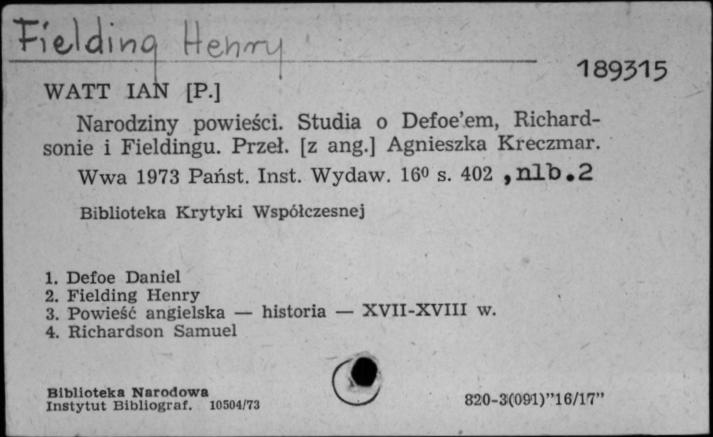 Fielding Henry
189315
WATT IAN [P.]
Narodziny powieści. Studia o Defoe'em, Richard-
sonie i Fieldingu. Przeł. [z ang.] Agnieszka Kreczmar.
Wwa 1973 Państ. Inst. Wydaw. 16⁰ s. 402 , nlb.2
Biblioteka Krytyki Współczesnej
1. Defoe Daniel
2. Fielding Henry
3. Powieść angielska — historia — XVII-XVIII w.
4. Richardson Samuel
Biblioteka Narodowa
Instytut Bibliograf. 10504/73
820-3(091)"16/17"